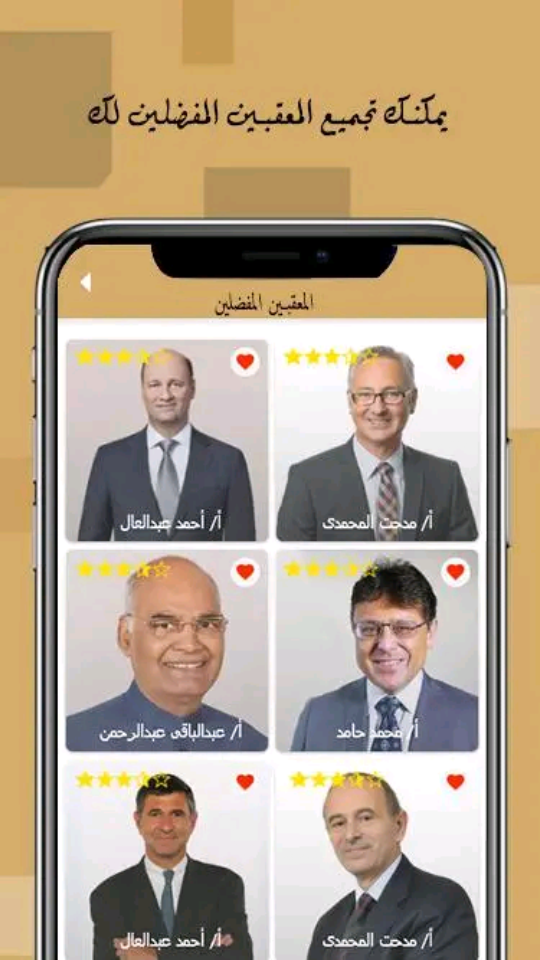 يمكنك تجميع المعقبين المفضلين لك
المعقبين المفضلين
أ/ مدحت المحمدى
أ/ أحمد عبدالعال
أ/ محمد حامد
أ/ عبدالباقى عبدالرحمن
أ/ مدحت المحمدى
أ/ أحمد عبدالعال